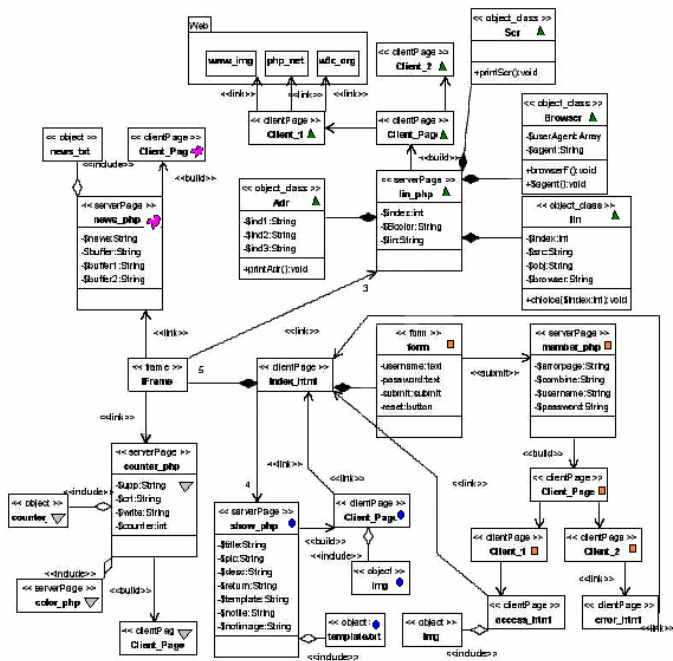 Web
www_img
php_net
w3c_org
<<link>>
<<link>>
<<link>>
<< clientPage >>
Client_2
<< object_class
Scr
+printScr():void
<< clientPage >>
Client_1
<< clientPage >>
Client_Page
<<build>>
<< object >>
news_txt
<<include>>
<< clientPage >>
Client_Pag
<<build>>
<< object_class
Browser
-$userAgent:Array
-$agent:String
+browserF():void
+$agent():void
<< serverPage >>
lin_php
-$index:int
-$Bcolor:String
-$lin:String
<< object_class
Adr
-$ind1:String
-$ind2:String
-$ind3:String
+printAdr():void
<< object_class
lin
-$index:int
-$src:String
-$obj:String
-$browser:String
+chioice($index:int):void
<< serverPage >>
news_php
-$news:String
-$buffer:String
-$buffer1:String
-$buffer2:String
3
<<link>>
<<link>>
<< frame >>
IFrame
5
<< clientPage >>
index_html
<< form >>
form
-username:text
-password:text
-submit:submit
-reset:button
<<submit>>
<< serverPage >>
member_php
-$errorpage:String
-$combine:String
-$username:String
-$password:String
<<link>>
<<link>>
<<build>>
<< serverPage >>
counter_php
-$upp:String
-$crt:String
-$write:String
-$counter:int
<< object >>
counter_
<<include>>
<< serverPage >>
color_php
<<include>>
<<build>>
<< clientPag
Client_Page
<<link>>
4
<< serverPage >>
show_php
-$title:String
-$pic:String
-$desc:String
-$return:String
-$template:String
-$nofile:String
-$nofimage:String
<<link>>
<< clientPage >>
Client_Page
<<build>>
<<include>>
<< object >>
img
<< object >
template.txt
<<include>>
<<link>>
<< clientPage >>
Client_Page
<< clientPage >>
Client_1
<< clientPage >>
Client_2
<<link>>
<<link>>
<< object >>
img
<<include>>
<< clientPage >>
access_html
<< clientPage >>
error_html